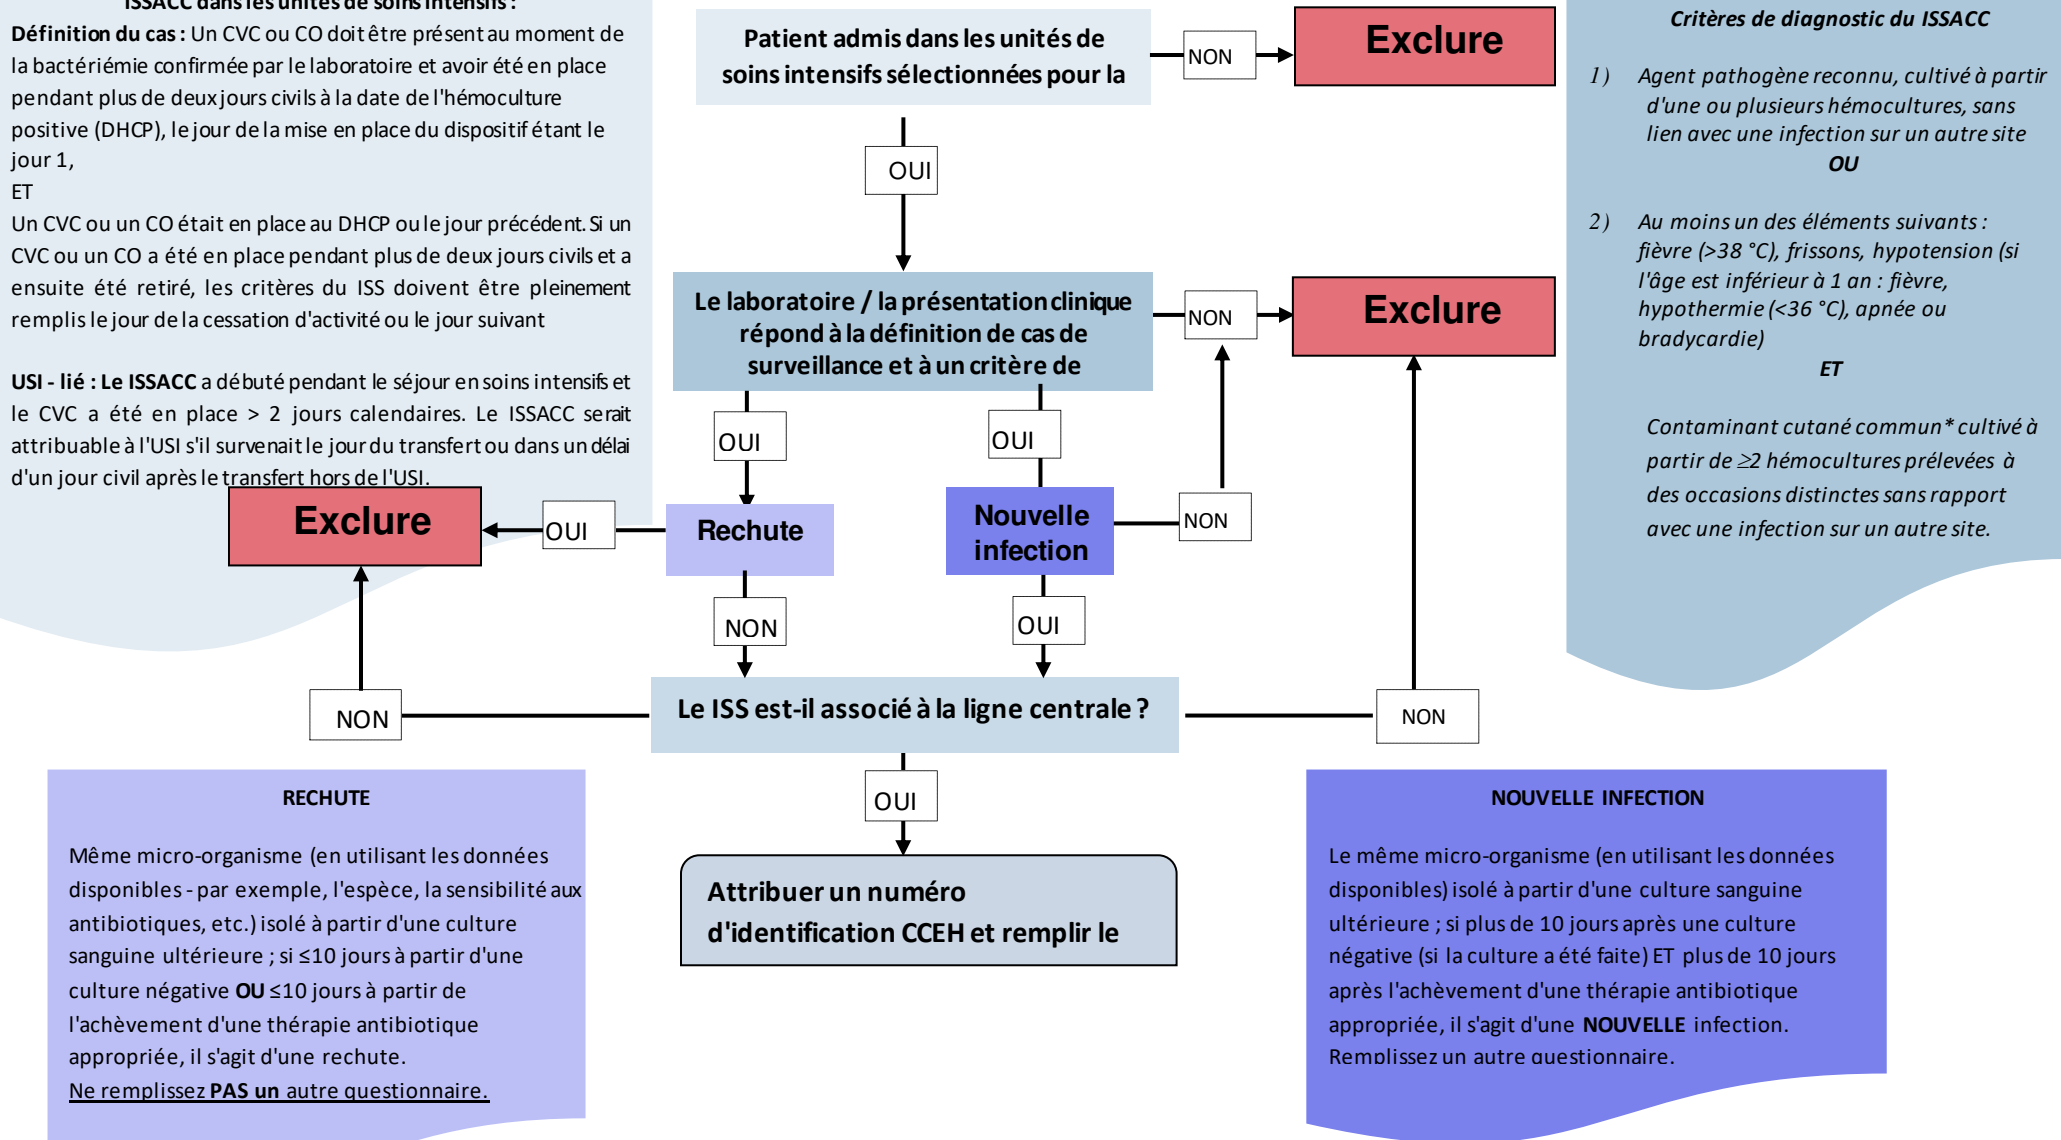 ISSACC dans les unités de soins intensifs :
Définition du cas : Un CVC ou CO doit être présent au moment de
la bactériémie confirmée par le laboratoire et avoir été en place
pendant plus de deux jours civils à la date de l'hémoculture
positive (DHCP), le jour de la mise en place du dispositif étant le
jour 1,
ET
Un CVC ou un CO était en place au DHCP ou le jour précédent. Si un
CVC ou un CO a été en place pendant plus de deux jours civils et a
ensuite été retiré, les critères du ISS doivent être pleinement
remplis le jour de la cessation d'activité ou le jour suivant
USI - lié : Le ISSACC a débuté pendant le séjour en soins intensifs et
le CVC a été en place > 2 jours calendaires. Le ISSACC serait
attribuable à l'USI s'il survenait le jour du transfert ou dans un délai
d'un jour civil après le transfert hors de l'USI.
Patient admis dans les unités de
soins intensifs sélectionnées pour la
NON
Exclure
OUI
Le laboratoire / la présentation clinique
répond à la définition de cas de
surveillance et à un critère de
NON
Exclure
OUI
OUI
Exclure
OUI
Rechute
Nouvelle
infection
NON
NON
OUI
NON
Le ISS est-il associé à la ligne centrale ?
NON
OUI
Attribuer un numéro
d'identification CCEH et remplir le
Critères de diagnostic du ISSACC
1) Agent pathogène reconnu, cultivé à partir
d'une ou plusieurs hémocultures, sans
lien avec une infection sur un autre site
OU
2) Au moins un des éléments suivants :
fièvre (>38 °C), frissons, hypotension (si
l'âge est inférieur à 1 an : fièvre,
hypothermie (<36 °C), apnée ou
bradycardie)
ET
Contaminant cutané commun* cultivé à
partir de ≥2 hémocultures prélevées à
des occasions distinctes sans rapport
avec une infection sur un autre site.
RECHUTE
Même micro-organisme (en utilisant les données
disponibles - par exemple, l'espèce, la sensibilité aux
antibiotiques, etc.) isolé à partir d'une culture
sanguine ultérieure ; si ≤10 jours à partir d'une
culture négative OU ≤10 jours à partir de
l'achèvement d'une thérapie antibiotique
appropriée, il s'agit d'une rechute.
Ne remplissez PAS un autre questionnaire.
NOUVELLE INFECTION
Le même micro-organisme (en utilisant les données
disponibles) isolé à partir d'une culture sanguine
ultérieure ; si plus de 10 jours après une culture
négative (si la culture a été faite) ET plus de 10 jours
après l'achèvement d'une thérapie antibiotique
appropriée, il s'agit d'une NOUVELLE infection.
Remplissez un autre questionnaire.